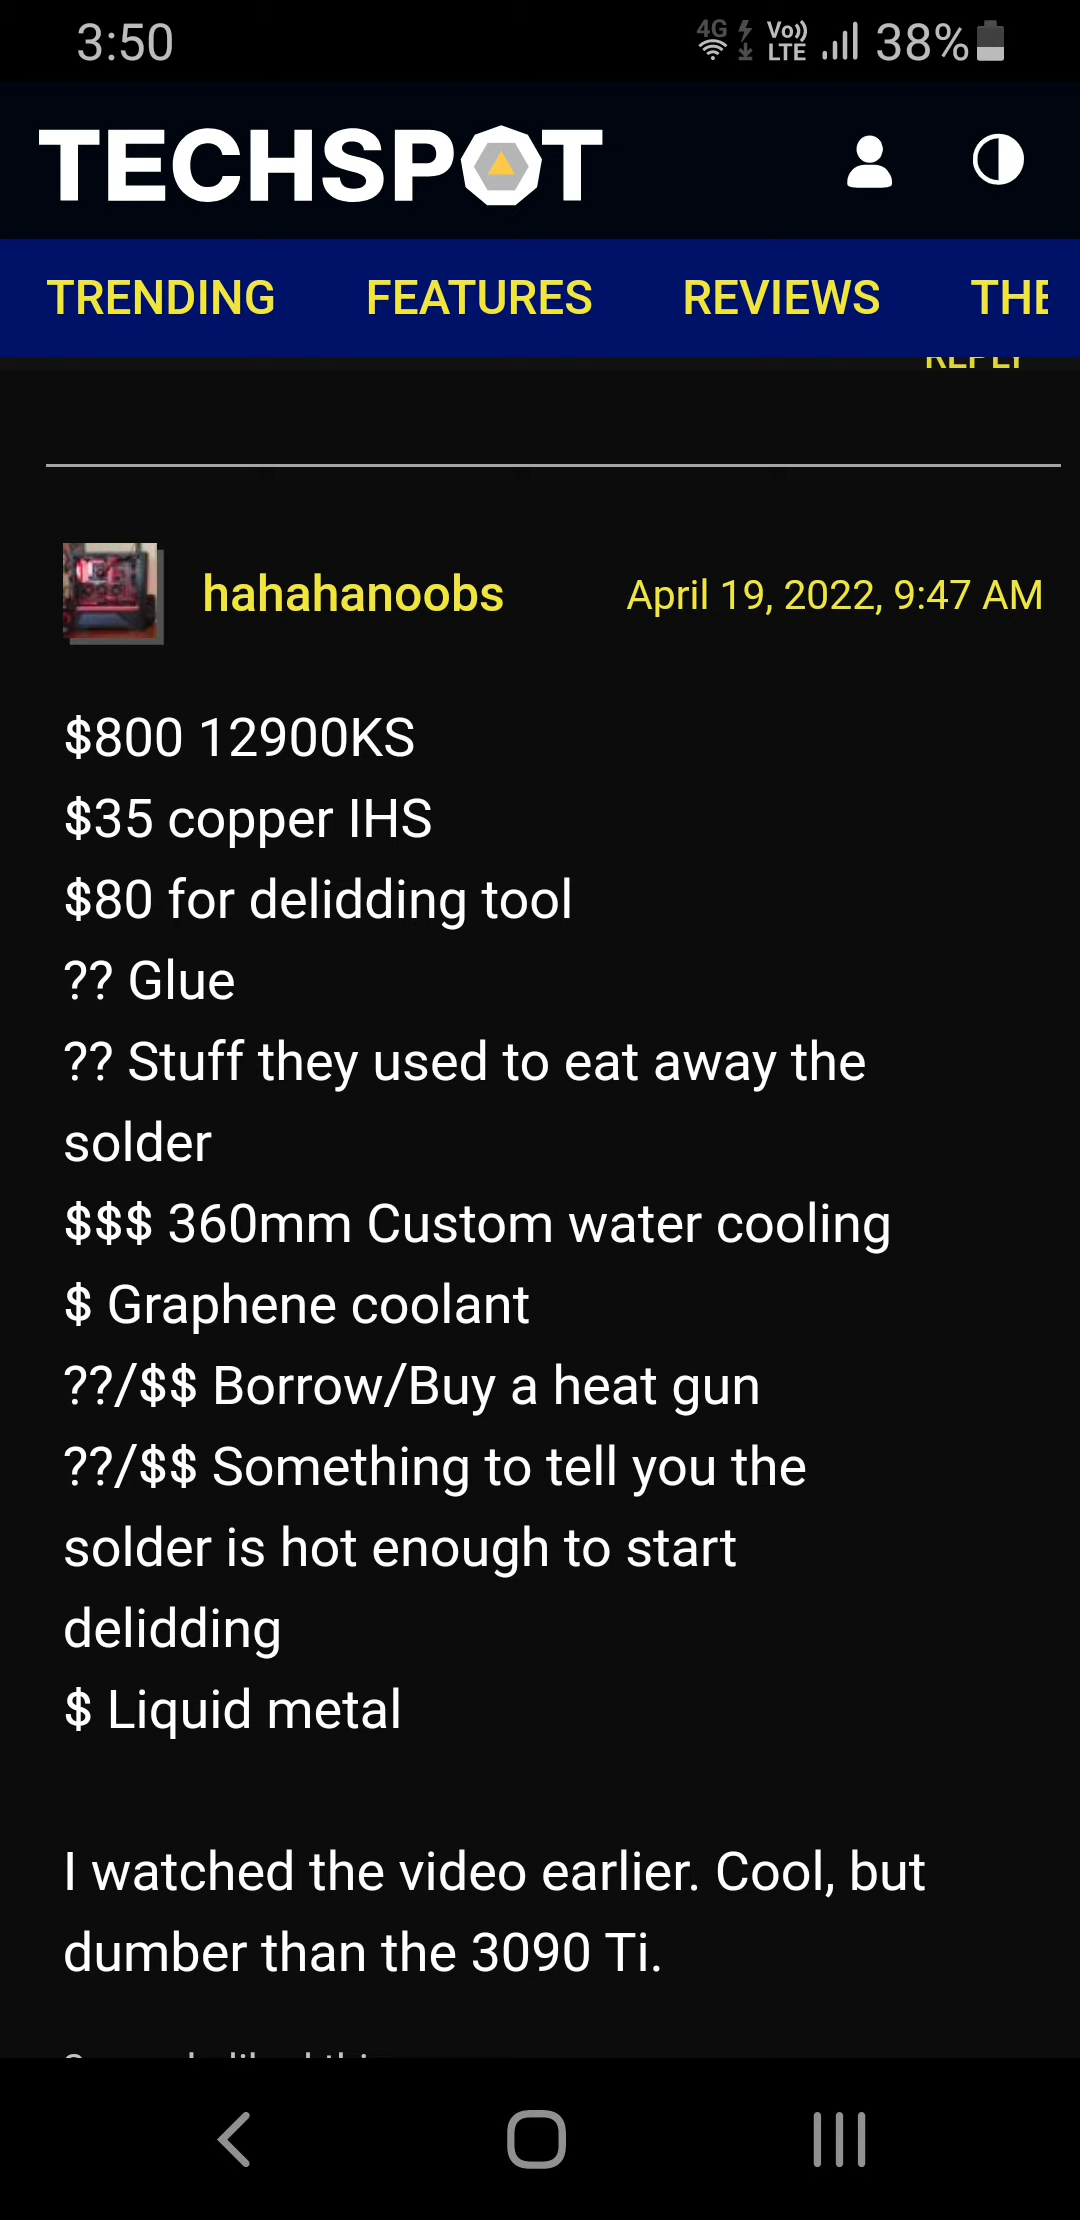 3:50 4G Vo)) LTE 38%
TECHSPOT
TRENDING FEATURES REVIEWS THE
REPLY
hahahanoobs April 19, 2022, 9:47 AM
$800 12900KS
$35 copper IHS
$80 for delidding tool
?? Glue
?? Stuff they used to eat away the
solder
$$$ 360mm Custom water cooling
$ Graphene coolant
??/$$ Borrow/Buy a heat gun
??/$$ Something to tell you the
solder is hot enough to start
delidding
$ Liquid metal
I watched the video earlier. Cool, but
dumber than the 3090 Ti.